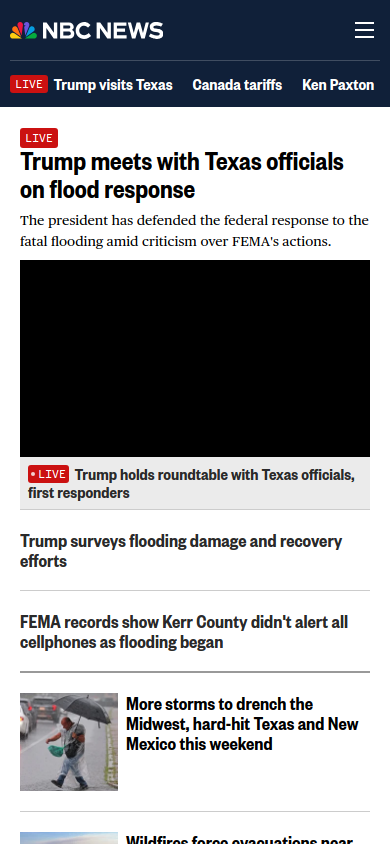 NBC NEWS
LIVE Trump visits Texas Canada tariffs Ken Paxton
LIVE
Trump meets with Texas officials
on flood response
The president has defended the federal response to the
fatal flooding amid criticism over FEMA's actions.
LIVE Trump holds roundtable with Texas officials,
first responders
Trump surveys flooding damage and recovery
efforts
FEMA records show Kerr County didn't alert all
cellphones as flooding began
More storms to drench the
Midwest, hard-hit Texas and New
Mexico this weekend
Wildfires force evacuations near